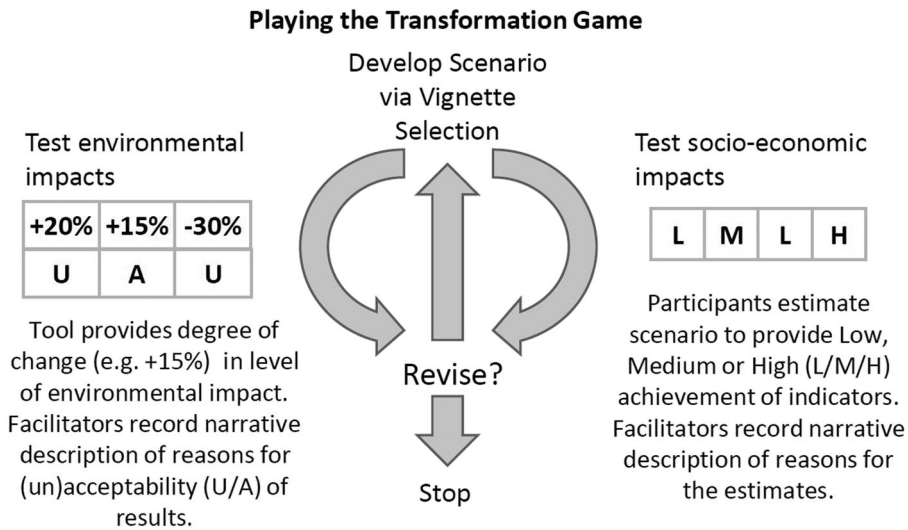 Playing the Transformation Game
Develop Scenario
via Vignette
Selection
Test environmental
impacts
+20% +15% -30%
U A U
Tool provides degree of
change (e.g. +15%) in level
of environmental impact.
Facilitators record narrative
description of reasons for
(un)acceptability (U/A) of
results.
Revise?
Stop
Test socio-economic
impacts
L M L H
Participants estimate
scenario to provide Low,
Medium or High (L/M/H)
achievement of indicators.
Facilitators record narrative
description of reasons for
the estimates.